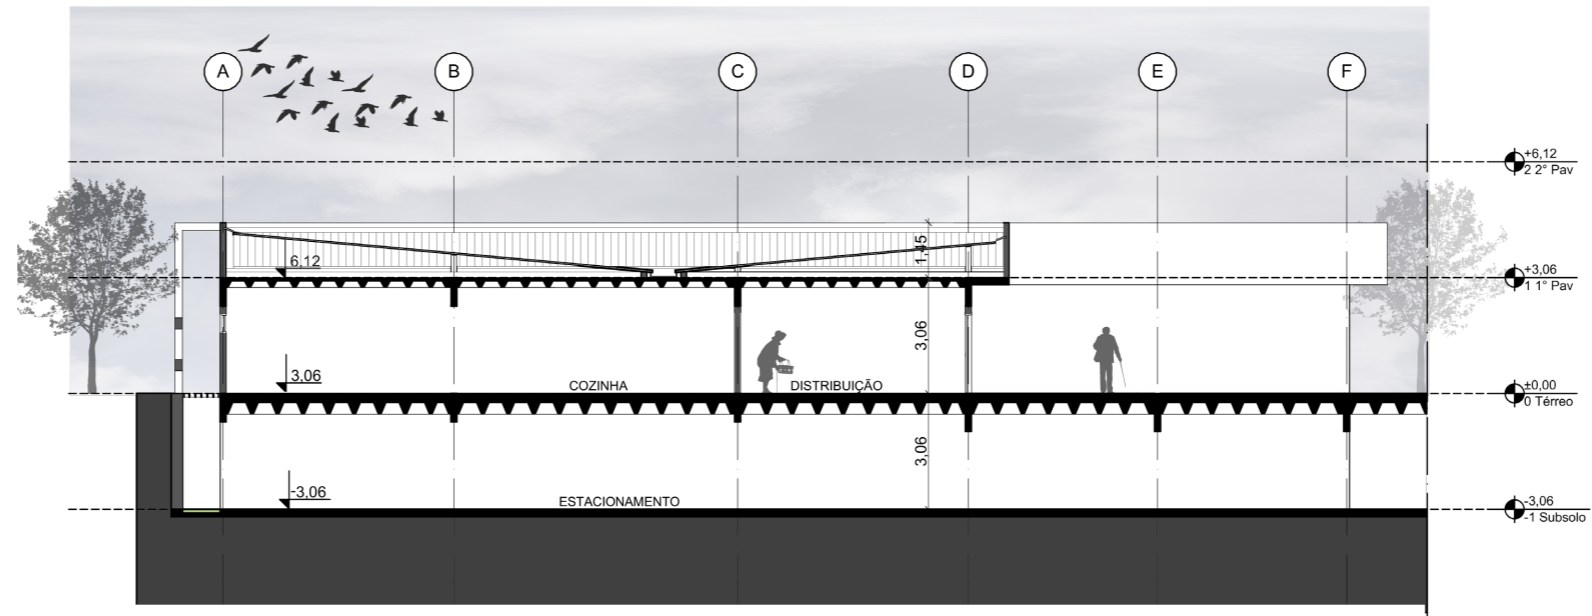 A
B
C
D
E
F
+6,12
2 2° Pav
1,45
6,12
+3,06
1 1° Pav
3,06
3,06
COZINHA
DISTRIBUIÇÃO
±0,00
0 Térreo
3,06
-3,06
ESTACIONAMENTO
-3,06
-1 Subsolo